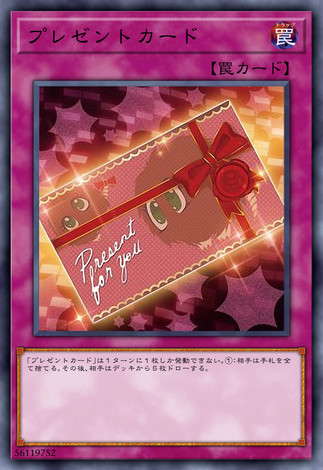 プレゼントカード
トラップ
罠
【罠カード】
Present
for you
「プレゼントカード」は1ターンに1枚しか発動できない。①:相手は手札を全
て捨てる。その後、相手はデッキから5枚ドローする。
56119752